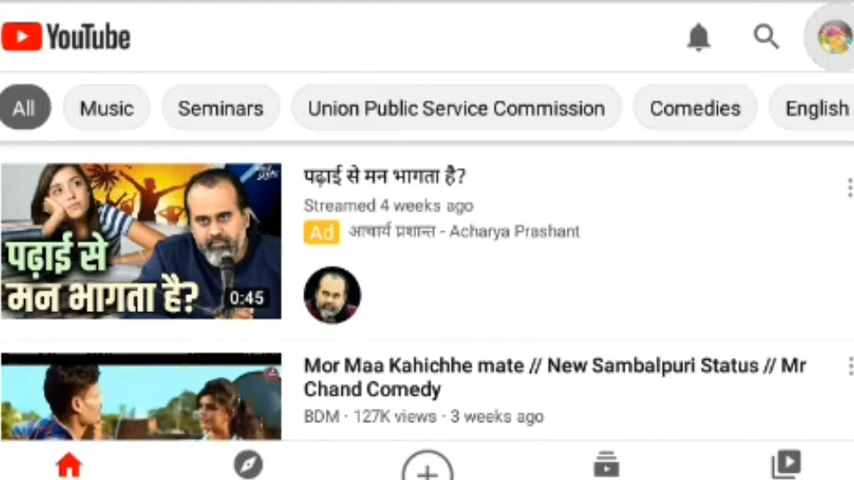 YouTube
All Music Seminars Union Public Service Commission Comedies English
पढ़ाई से
मन भागता है?
0:45
पढ़ाई से मन भागता है?
Streamed 4 weeks ago
Ad आचार्य प्रशान्त - Acharya Prashant
Mor Maa Kahichhe mate // New Sambalpuri Status // Mr
Chand Comedy
BDM · 127K views · 3 weeks ago